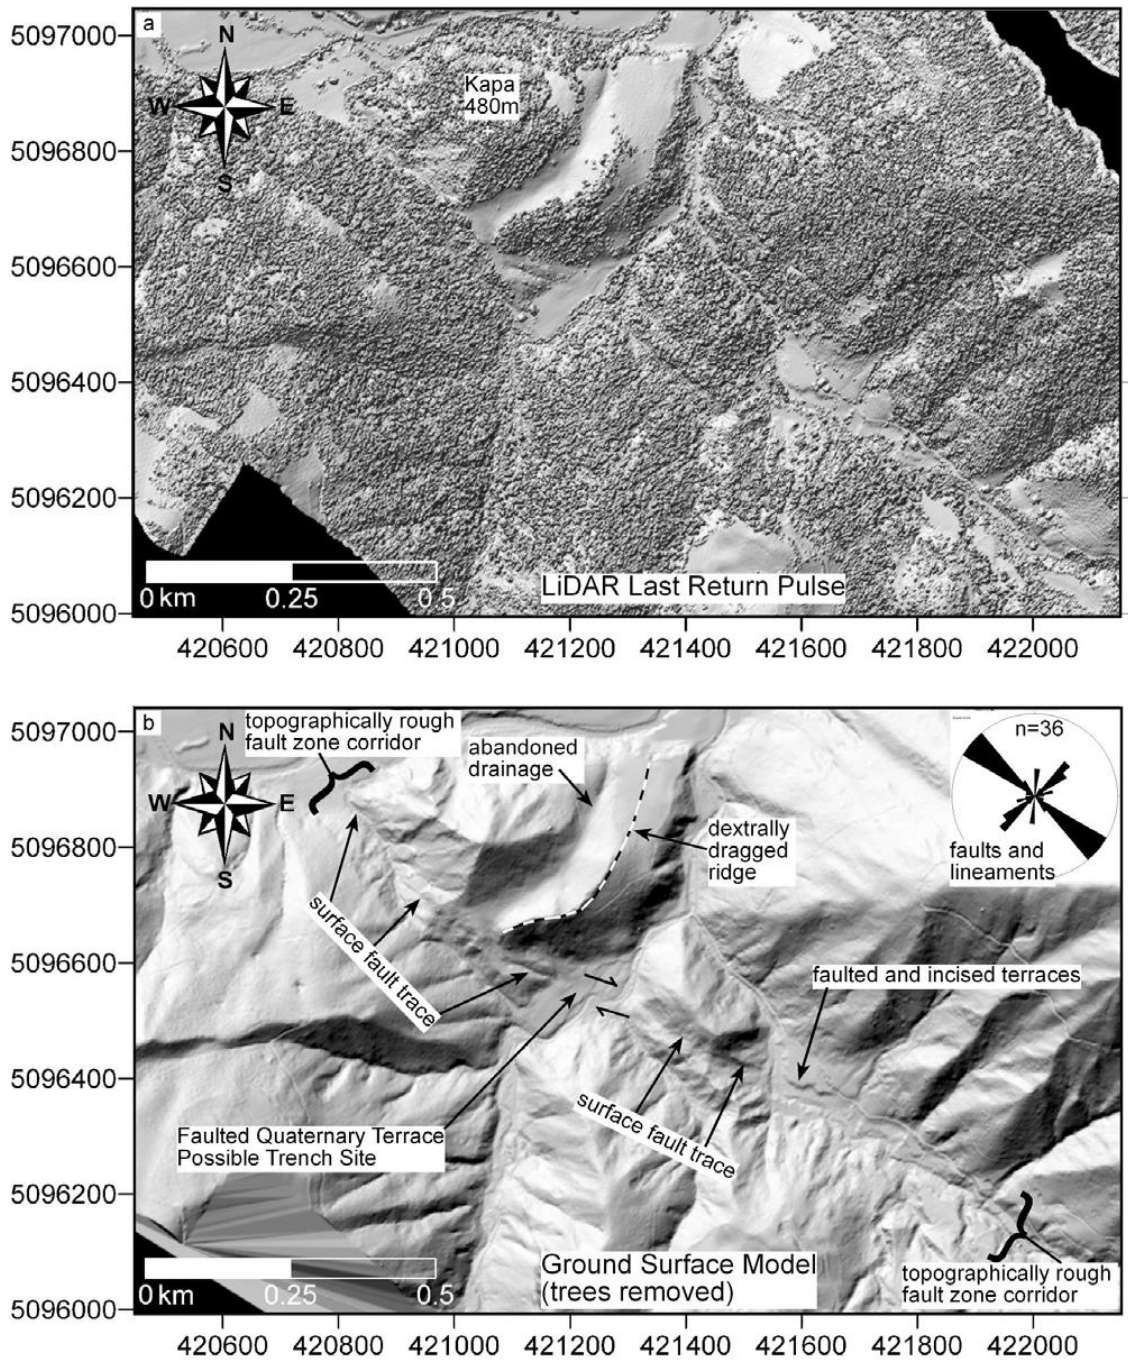 a
5097000
N
W
E
S
Kapa
480m
5096800
5096600
5096400
5096200
5096000
0 km
0.25
0.5
LiDAR Last Return Pulse
420600
420800
421000
421200
421400
421600
421800
422000
b
5097000
topographically rough
fault zone corridor
N
W
E
S
abandoned
drainage
n=36
faults and
lineaments
dextrally
dragged
ridge
5096800
surface fault trace
5096600
faulted and incised terraces
5096400
surface fault trace
Faulted Quaternary Terrace
Possible Trench Site
5096200
Ground Surface Model
(trees removed)
topographically rough
fault zone corridor
0 km
0.25
0.5
5096000
420600
420800
421000
421200
421400
421600
421800
422000